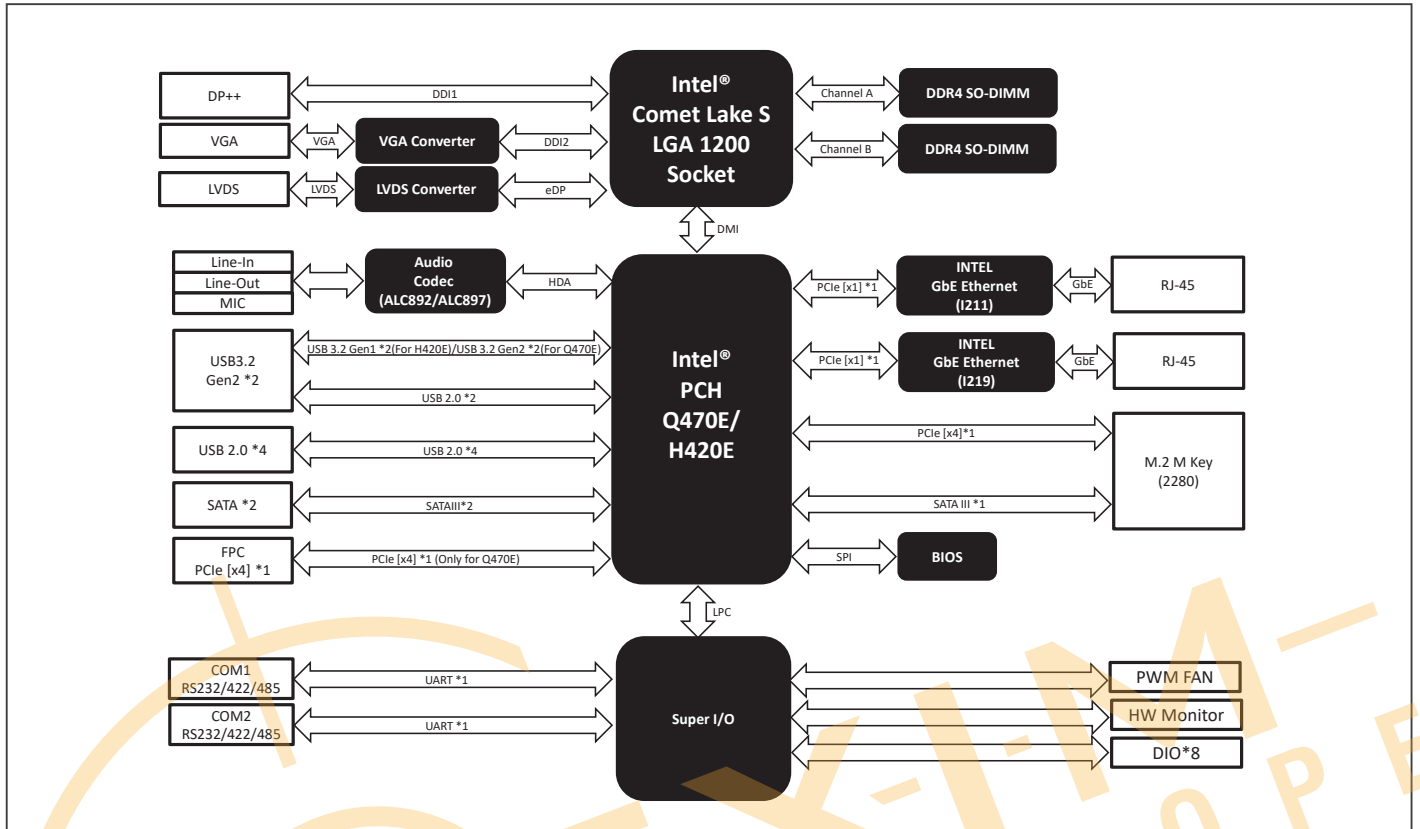 DP++
DDI1
Intel®
Comet Lake S
LGA 1200
Socket
Channel A
DDR4 SO-DIMM
VGA
VGA
VGA Converter
DDI2
Channel B
DDR4 SO-DIMM
LVDS
LVDS
LVDS Converter
eDP
DMI
Line-In
Line-Out
MIC
Audio
Codec
(ALC892/ALC897)
HDA
Intel®
PCH
Q470E/
H420E
PCIe [x1] *1
INTEL
GbE Ethernet
(I211)
GbE
RJ-45
USB3.2
Gen2 *2
USB 3.2 Gen1 *2(For H420E)/USB 3.2 Gen2 *2(For Q470E)
USB 2.0 *2
PCIe [x1] *1
INTEL
GbE Ethernet
(I219)
GbE
RJ-45
USB 2.0 *4
USB 2.0 *4
PCIe [x4]*1
M.2 M Key
(2280)
SATA *2
SATAIII*2
SATA III *1
FPC
PCIe [x4] *1
PCIe [x4] *1 (Only for Q470E)
SPI
BIOS
LPC
COM1
RS232/422/485
UART *1
Super I/O
PWM FAN
COM2
RS232/422/485
UART *1
HW Monitor
DIO*8